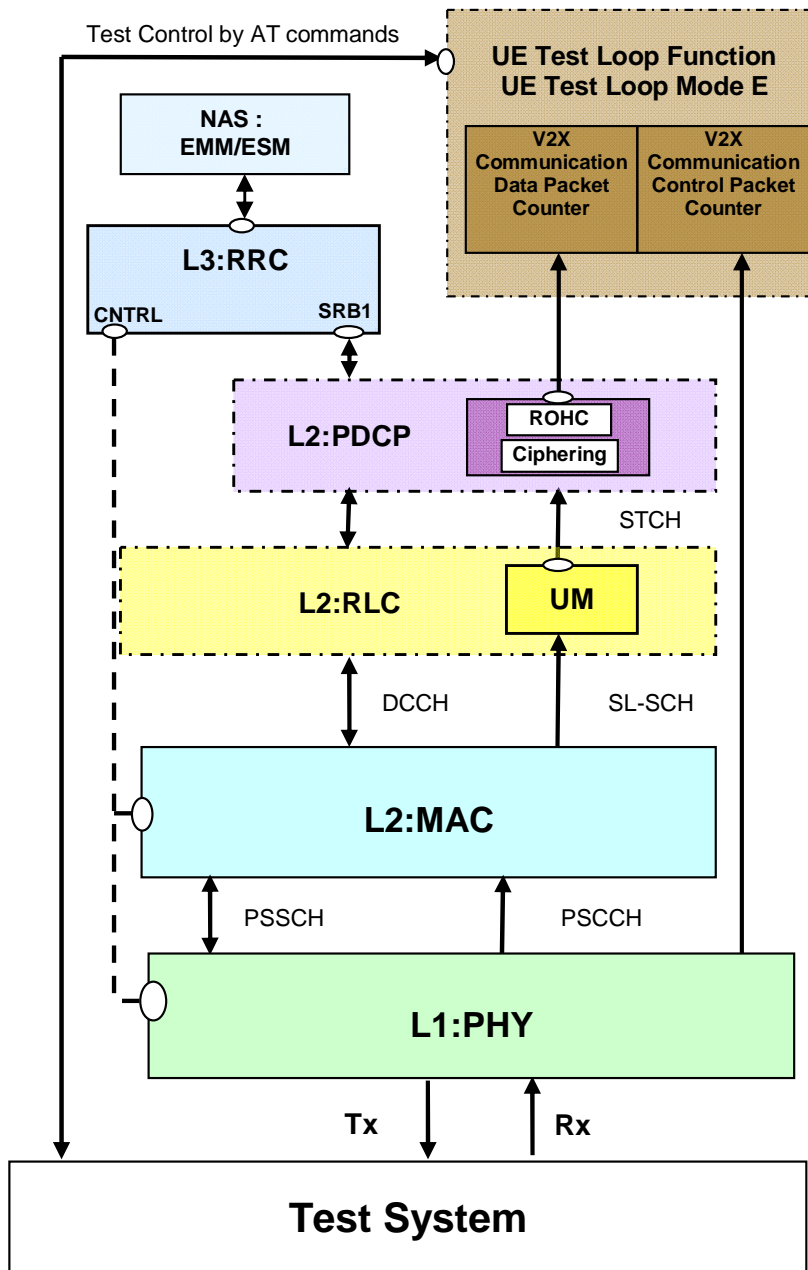 Test Control by AT commands
UE Test Loop Function
UE Test Loop Mode E
V2X
Communication
Data Packet
Counter
V2X
Communication
Control Packet
Counter
NAS :
EMM/ESM
L3:RRC
CNTRL
SRB1
L2:PDCP
ROHC
Ciphering
STCH
L2:RLC
UM
DCCH
SL-SCH
L2:MAC
PSSCH
PSCCH
L1:PHY
Tx
Rx
Test System